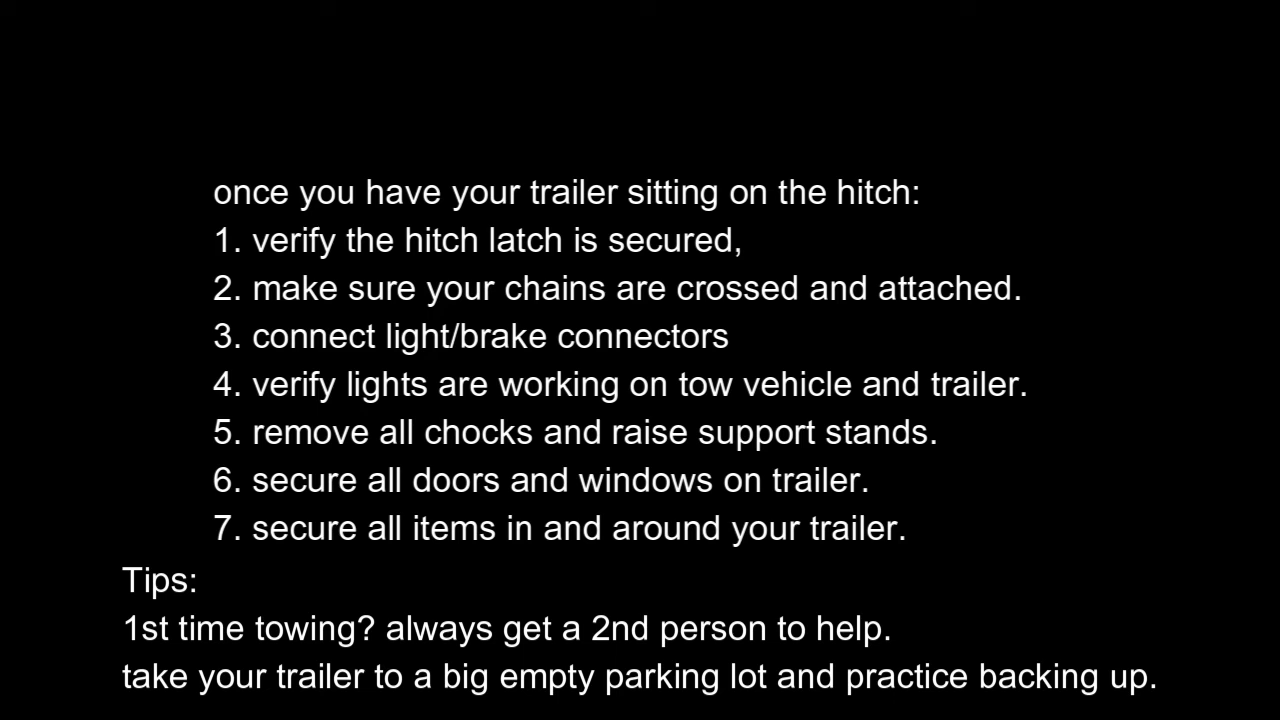 once you have your trailer sitting on the hitch:
1. verify the hitch latch is secured,
2. make sure your chains are crossed and attached.
3. connect light/brake connectors
4. verify lights are working on tow vehicle and trailer.
5. remove all chocks and raise support stands.
6. secure all doors and windows on trailer.
7. secure all items in and around your trailer.
Tips:
1st time towing? always get a 2nd person to help.
take your trailer to a big empty parking lot and practice backing up.